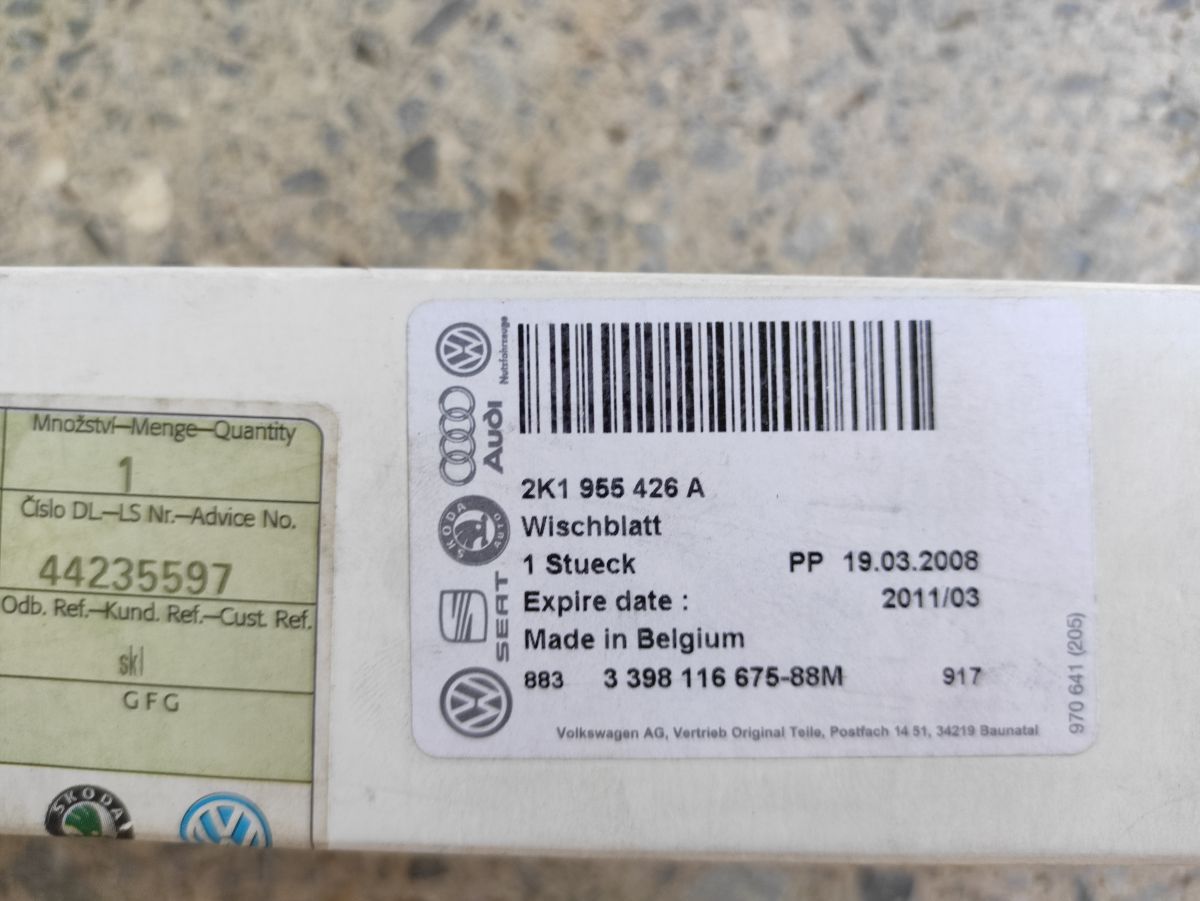 Množství—Menge—Quantity
1
Číslo DL—LS Nr.—Advice No.
44235597
Odb. Ref.—Kund. Ref.—Cust. Ref.
skl
GFG
ŠKODA
Nutzfahrzeuge
Audi
ŠKODA AUTO
SEAT
2K1 955 426 A
Wischblatt
1 Stueck PP 19.03.2008
Expire date : 2011/03
Made in Belgium
883 3 398 116 675-88M 917
Volkswagen AG, Vertrieb Original Teile, Postfach 14 51, 34219 Baunatal
970 641 (205)